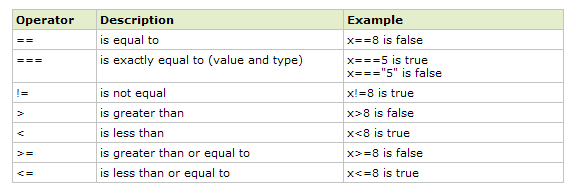 Operator Description Example
== is equal to x==8 is false
=== is exactly equal to (value and type) x===5 is true
x==="5" is false
!= is not equal x!=8 is true
> is greater than x>8 is false
< is less than x<8 is true
>= is greater than or equal to x>=8 is false
<= is less than or equal to x<=8 is true